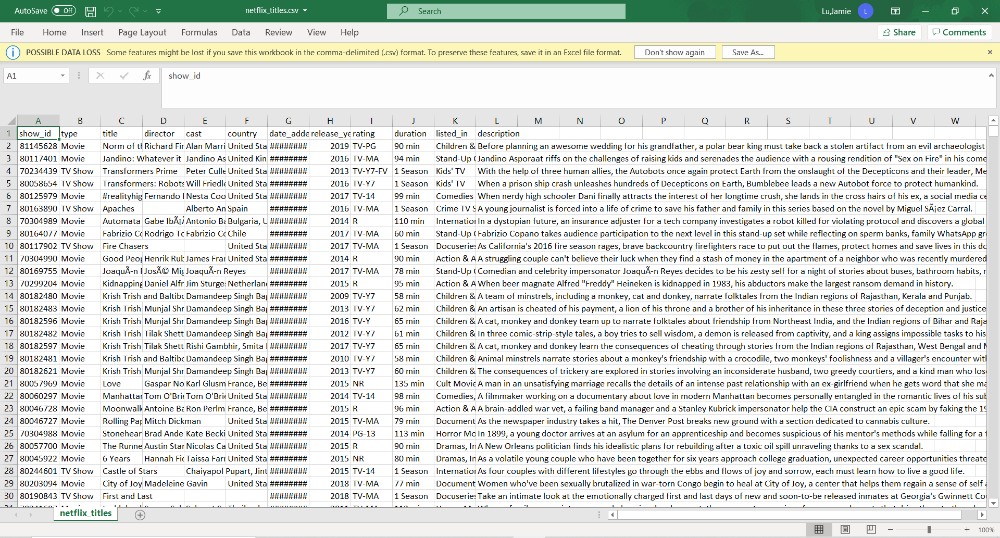 AutoSave Off netflix_titles.csv Search Lu,Jamie L
File Home Insert Page Layout Formulas Data Review View Help Share Comments
POSSIBLE DATA LOSS Some features might be lost if you save this workbook in the comma-delimited (.csv) format. To preserve these features, save it in an Excel file format. Don't show again Save As...
A1 fx show_id
A B C D E F G H I J K L M N O P Q R S T U V W
1 show_id type title director cast country date_adde release_ye rating duration listed_in description
2 81145628 Movie Norm of th Richard Fin Alan Marri United Sta ######## 2019 TV-PG 90 min Children & Before planning an awesome wedding for his grandfather, a polar bear king must take back a stolen artifact from an evil archaeologist
3 80117401 Movie Jandino: Whatever it Jandino As United King ######## 2016 TV-MA 94 min Stand-Up C Jandino Asporaat riffs on the challenges of raising kids and serenades the audience with a rousing rendition of "Sex on Fire" in his come
4 70234439 TV Show Transformers Prime Peter Culle United Sta ######## 2013 TV-Y7-FV 1 Season Kids' TV With the help of three human allies, the Autobots once again protect Earth from the onslaught of the Decepticons and their leader, Me
5 80058654 TV Show Transformers: Robots Will Friedle United Sta ######## 2016 TV-Y7 1 Season Kids' TV When a prison ship crash unleashes hundreds of Decepticons on Earth, Bumblebee leads a new Autobot force to protect humankind.
6 80125979 Movie #realityhig Fernando Nesta Coo United Sta ######## 2017 TV-14 99 min Comedies When nerdy high schooler Dani finally attracts the interest of her longtime crush, she lands in the cross hairs of his ex, a social media ce
7 80163890 TV Show Apaches Alberto An Spain ######## 2016 TV-MA 1 Season Crime TV S A young journalist is forced into a life of crime to save his father and family in this series based on the novel by Miguel SÃ¡ez Carral.
8 70304989 Movie Automata Gabe IbÃ¡Ã Antonio Ba Bulgaria, U ######## 2014 R 110 min Internation In a dystopian future, an insurance adjuster for a tech company investigates a robot killed for violating protocol and discovers a global
9 80164077 Movie Fabrizio Co Rodrigo To Fabrizio Co Chile ######## 2017 TV-MA 60 min Stand-Up C Fabrizio Copano takes audience participation to the next level in this stand-up set while reflecting on sperm banks, family WhatsApp gr
10 80117902 TV Show Fire Chasers United Sta ######## 2017 TV-MA 1 Season Docuseries As California's 2016 fire season rages, brave backcountry firefighters race to put out the flames, protect homes and save lives in this do
11 70304990 Movie Good Peop Henrik Rub James Fran United Sta ######## 2014 R 90 min Action & A A struggling couple can't believe their luck when they find a stash of money in the apartment of a neighbor who was recently murdered
12 80169755 Movie JoaquÃ-n R JosÃ© Mig JoaquÃ-n Reyes ######## 2017 TV-MA 78 min Stand-Up C Comedian and celebrity impersonator JoaquÃ-n Reyes decides to be his zesty self for a night of stories about buses, bathroom habits, r
13 70299204 Movie Kidnapping Daniel Alfr Jim Sturge Netherlan ######## 2015 R 95 min Action & A When beer magnate Alfred "Freddy" Heineken is kidnapped in 1983, his abductors make the largest ransom demand in history.
14 80182480 Movie Krish Trish and Baltibo Damandeep Singh Bag ######## 2009 TV-Y7 58 min Children & A team of minstrels, including a monkey, cat and donkey, narrate folktales from the Indian regions of Rajasthan, Kerala and Punjab.
15 80182483 Movie Krish Trish Munjal Shr Damandeep Singh Bag ######## 2013 TV-Y7 62 min Children & An artisan is cheated of his payment, a lion of his throne and a brother of his inheritance in these three stories of deception and justice
16 80182596 Movie Krish Trish Munjal Shr Damandeep Singh Bag ######## 2016 TV-Y 65 min Children & A cat, monkey and donkey team up to narrate folktales about friendship from Northeast India, and the Indian regions of Bihar and Raja
17 80182482 Movie Krish Trish Tilak Shett Damandeep Singh Bag ######## 2012 TV-Y7 61 min Children & In three comic-strip-style tales, a boy tries to sell wisdom, a demon is released from captivity, and a king assigns impossible tasks to his
18 80182597 Movie Krish Trish Tilak Shett Rishi Gambhir, Smita ######## 2017 TV-Y7 65 min Children & A cat, monkey and donkey learn the consequences of cheating through stories from the Indian regions of Rajasthan, West Bengal and M
19 80182481 Movie Krish Trish and Baltibo Damandeep Singh Bag ######## 2010 TV-Y7 58 min Children & Animal minstrels narrate stories about a monkey's friendship with a crocodile, two monkeys' foolishness and a villager's encounter wit
20 80182621 Movie Krish Trish Munjal Shr Damandeep Singh Bag ######## 2013 TV-Y7 60 min Children & The consequences of trickery are explored in stories involving an inconsiderate husband, two greedy courtiers, and a kind man who lose
21 80057969 Movie Love Gaspar No Karl Glusm France, Be ######## 2015 NR 135 min Cult Movie A man in an unsatisfying marriage recalls the details of an intense past relationship with an ex-girlfriend when he gets word that she ma
22 80060297 Movie Manhattan Tom O'Brie Tom O'Brie United Sta ######## 2014 TV-14 98 min Comedies, A filmmaker working on a documentary about love in modern Manhattan becomes personally entangled in the romantic lives of his sub
23 80046728 Movie Moonwalk Antoine Ba Ron Perlm France, Be ######## 2015 R 96 min Action & A A brain-addled war vet, a failing band manager and a Stanley Kubrick impersonator help the CIA construct an epic scam by faking the 19
24 80046727 Movie Rolling Pap Mitch Dickman United Sta ######## 2015 TV-MA 79 min Document As the newspaper industry takes a hit, The Denver Post breaks new ground with a section dedicated to cannabis culture.
25 70304988 Movie Stonehear Brad Ande Kate Becki United Sta ######## 2014 PG-13 113 min Horror Mo In 1899, a young doctor arrives at an asylum for an apprenticeship and becomes suspicious of his mentor's methods while falling for a f
26 80057700 Movie The Runne Austin Star Nicolas Ca United Sta ######## 2015 R 90 min Dramas, In A New Orleans politician finds his idealistic plans for rebuilding after a toxic oil spill unraveling thanks to a sex scandal.
27 80045922 Movie 6 Years Hannah Fid Taissa Farr United Sta ######## 2015 NR 80 min Dramas, In As a volatile young couple who have been together for six years approach college graduation, unexpected career opportunities threate
28 80244601 TV Show Castle of Stars Chaiyapol Pupart, Jint ######## 2015 TV-14 1 Season Internation As four couples with different lifestyles go through the ebbs and flows of joy and sorrow, each must learn how to live a good life.
29 80203094 Movie City of Joy Madeleine Gavin United Sta ######## 2018 TV-MA 77 min Document Women who've been sexually brutalized in war-torn Congo begin to heal at City of Joy, a center that helps them regain a sense of self a
30 80190843 TV Show First and Last ######## 2018 TV-MA 1 Season Docuseries Take an intimate look at the emotionally charged first and last days of new and soon-to-be released inmates at Georgia's Gwinnett Cou
netflix_titles
100%